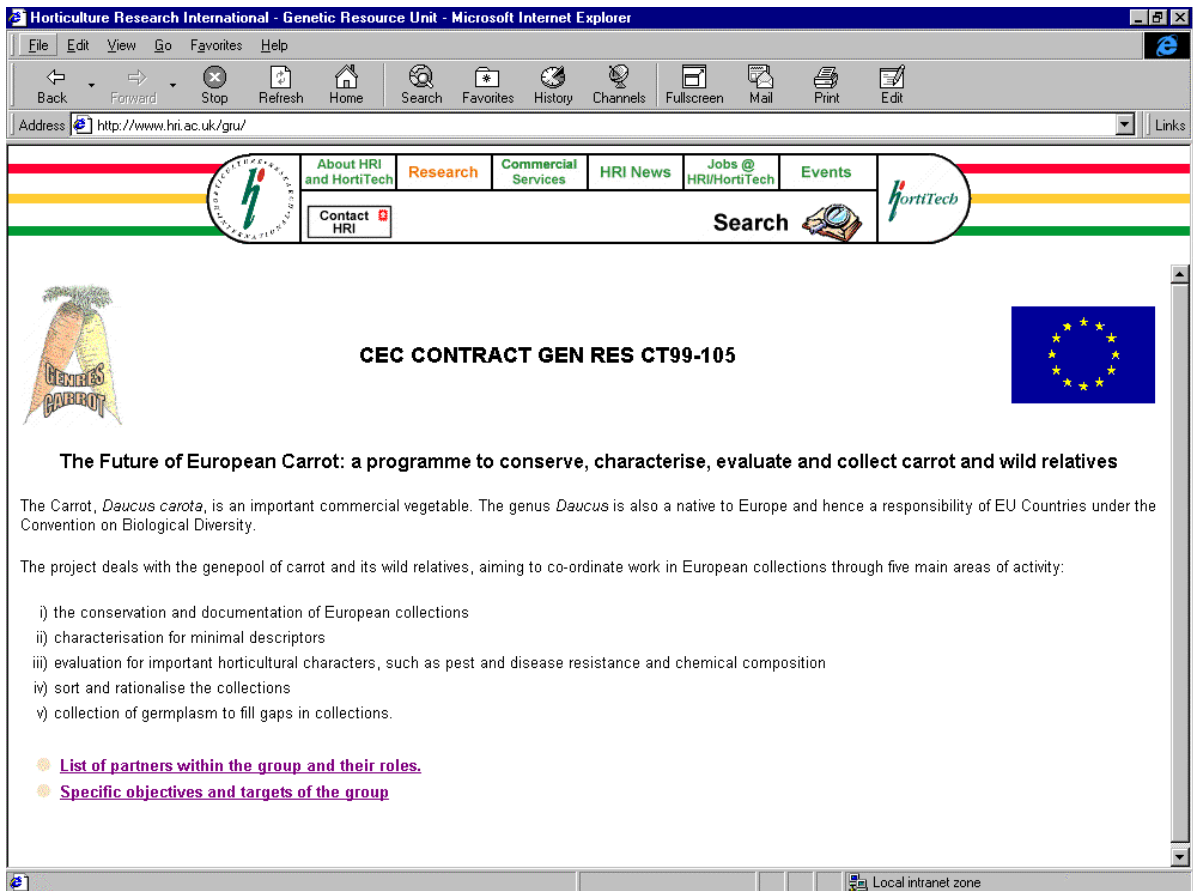 Horticulture Research International - Genetic Resource Unit - Microsoft Internet Explorer
File Edit View Go Favorites Help
Back Forward Stop Refresh Home Search Favorites History Channels Fullscreen Mail Print Edit
Address http://www.hri.ac.uk/gru/ Links
HORTICULTURE RESEARCH INTERNATIONAL
h
About HRI
and HortiTech
Research
Commercial
Services
HRI News
Jobs @
HRI/HortiTech
Events
Contact
HRI
Search
hortiTech
GENRES
CARROT
CEC CONTRACT GEN RES CT99-105
The Future of European Carrot: a programme to conserve, characterise, evaluate and collect carrot and wild relatives
The Carrot, Daucus carota, is an important commercial vegetable. The genus Daucus is also a native to Europe and hence a responsibility of EU Countries under the
Convention on Biological Diversity.
The project deals with the genepool of carrot and its wild relatives, aiming to co-ordinate work in European collections through five main areas of activity:
i) the conservation and documentation of European collections
ii) characterisation for minimal descriptors
iii) evaluation for important horticultural characters, such as pest and disease resistance and chemical composition
iv) sort and rationalise the collections
v) collection of germplasm to fill gaps in collections.
List of partners within the group and their roles.
Specific objectives and targets of the group
Local intranet zone